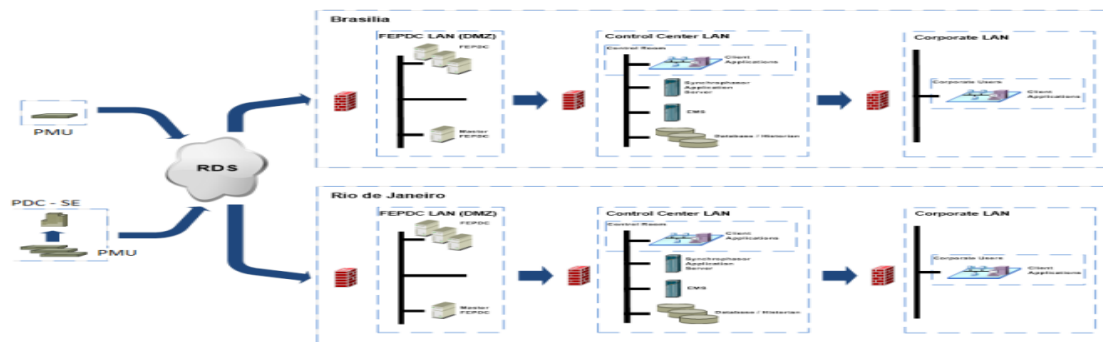 Brasília
FEPDC LAN (DMZ)
FEPDC
Master
FEPDC
Control Center LAN
Control Room
Client
Applications
Synchrophasor
Application
Server
EMS
Database / Historian
Corporate LAN
Corporate Users
Client
Applications
PMU
RDS
PDC - SE
PMU
Rio de Janeiro
FEPDC LAN (DMZ)
FEPDC
Master
FEPDC
Control Center LAN
Control Room
Client
Applications
Synchrophasor
Application
Server
EMS
Database / Historian
Corporate LAN
Corporate Users
Client
Applications